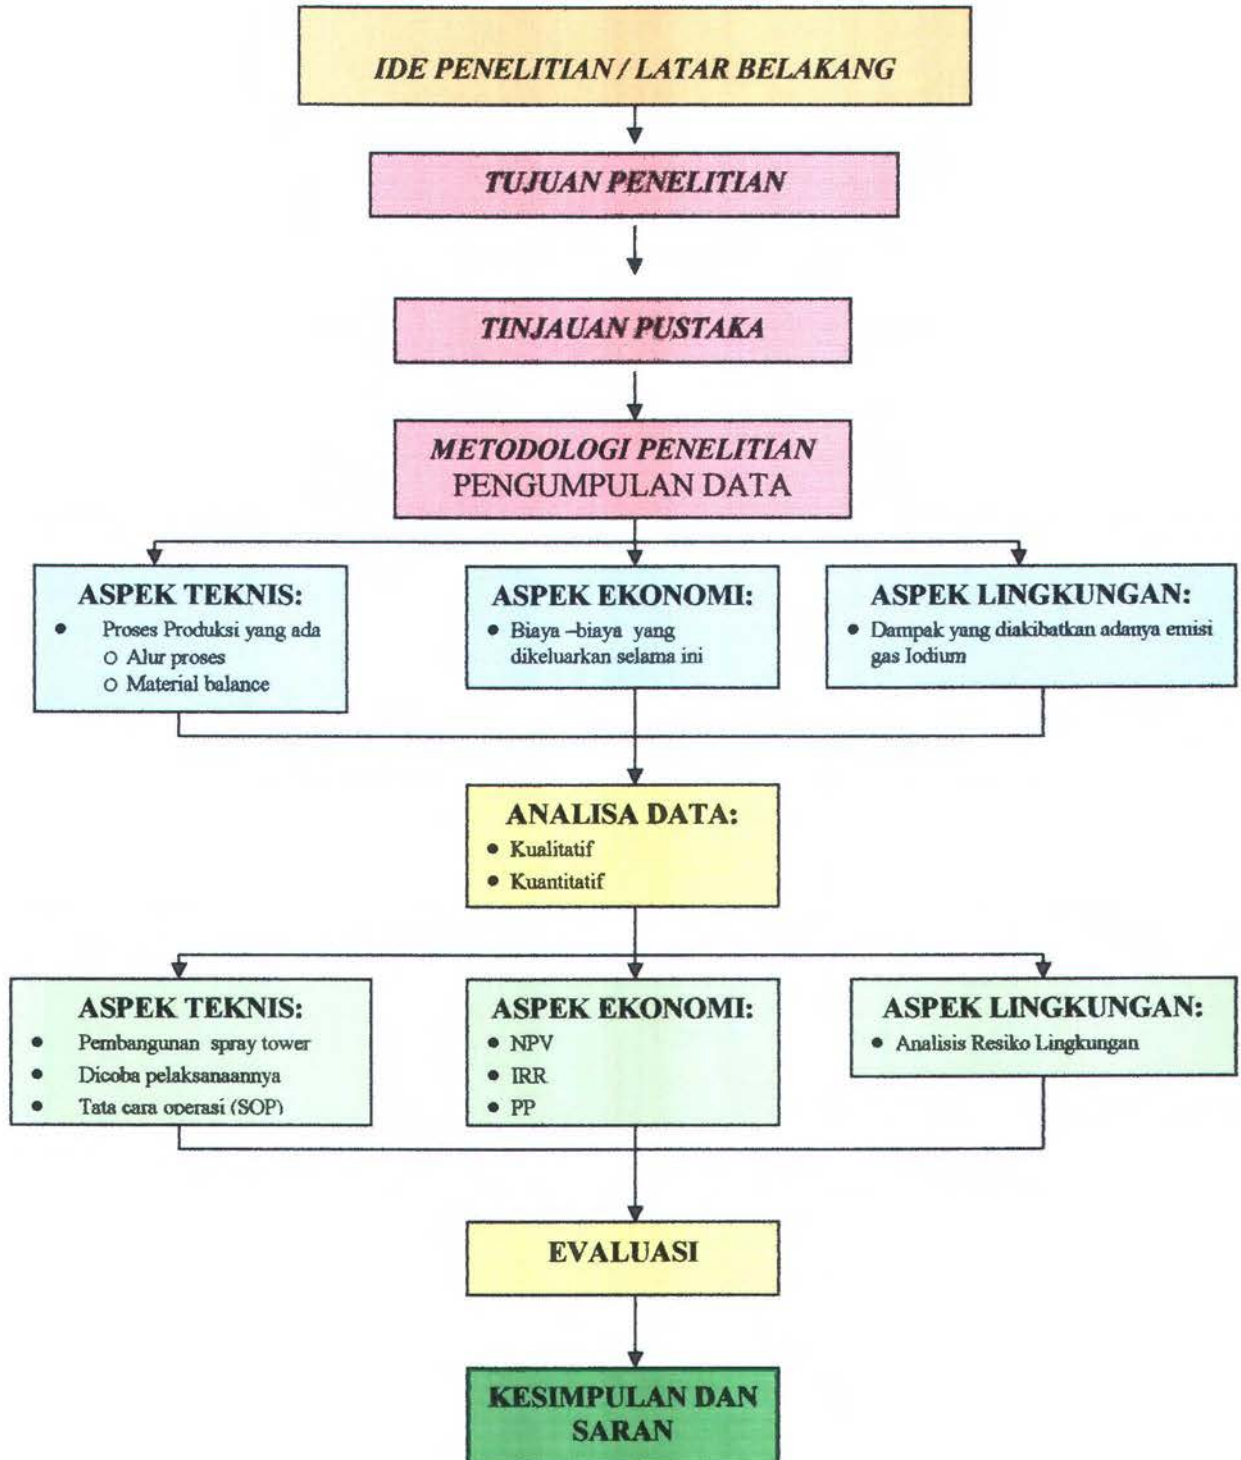 IDE PENELITIAN / LATAR BELAKANG
TUJUAN PENELITIAN
TINJAUAN PUSTAKA
METODOLOGI PENELITIAN
PENGUMPULAN DATA
ASPEK TEKNIS:
• Proses Produksi yang ada
○ Alur proses
○ Material balance
ASPEK EKONOMI:
• Biaya –biaya yang
dikeluarkan selama ini
ASPEK LINGKUNGAN:
• Dampak yang diakibatkan adanya emisi
gas Iodium
ANALISA DATA:
• Kualitatif
• Kuantitatif
ASPEK TEKNIS:
• Pembangunan spray tower
• Dicoba pelaksanaannya
• Tata cara operasi (SOP)
ASPEK EKONOMI:
• NPV
• IRR
• PP
ASPEK LINGKUNGAN:
• Analisis Resiko Lingkungan
EVALUASI
KESIMPULAN DAN
SARAN